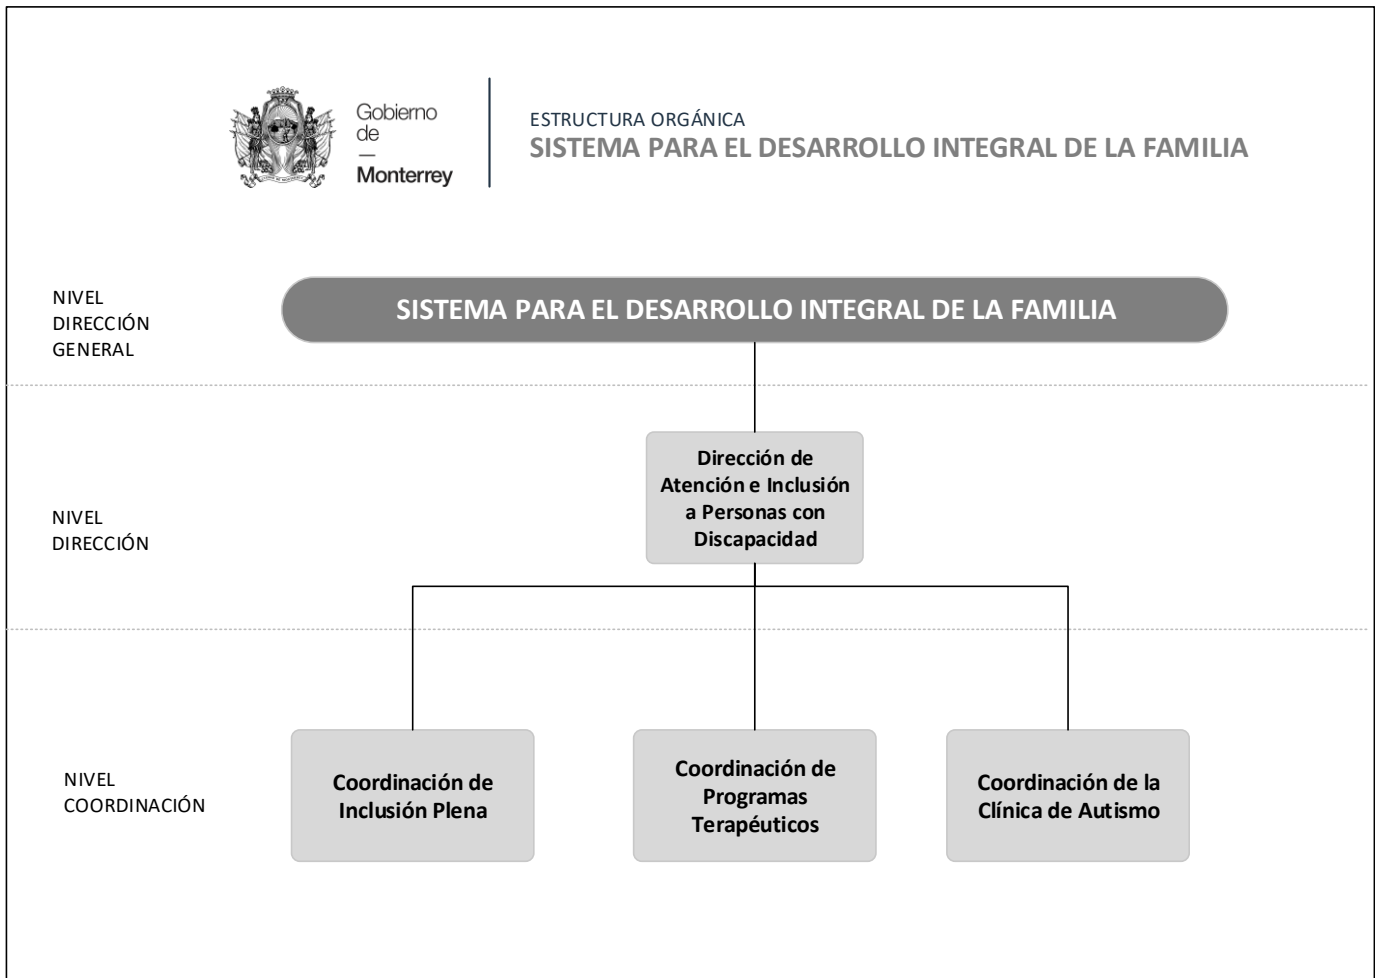 Gobierno
de
—
Monterrey
ESTRUCTURA ORGÁNICA
SISTEMA PARA EL DESARROLLO INTEGRAL DE LA FAMILIA
NIVEL
DIRECCIÓN
GENERAL
SISTEMA PARA EL DESARROLLO INTEGRAL DE LA FAMILIA
NIVEL
DIRECCIÓN
Dirección de
Atención e Inclusión
a Personas con
Discapacidad
NIVEL
COORDINACIÓN
Coordinación de
Inclusión Plena
Coordinación de
Programas
Terapéuticos
Coordinación de la
Clínica de Autismo